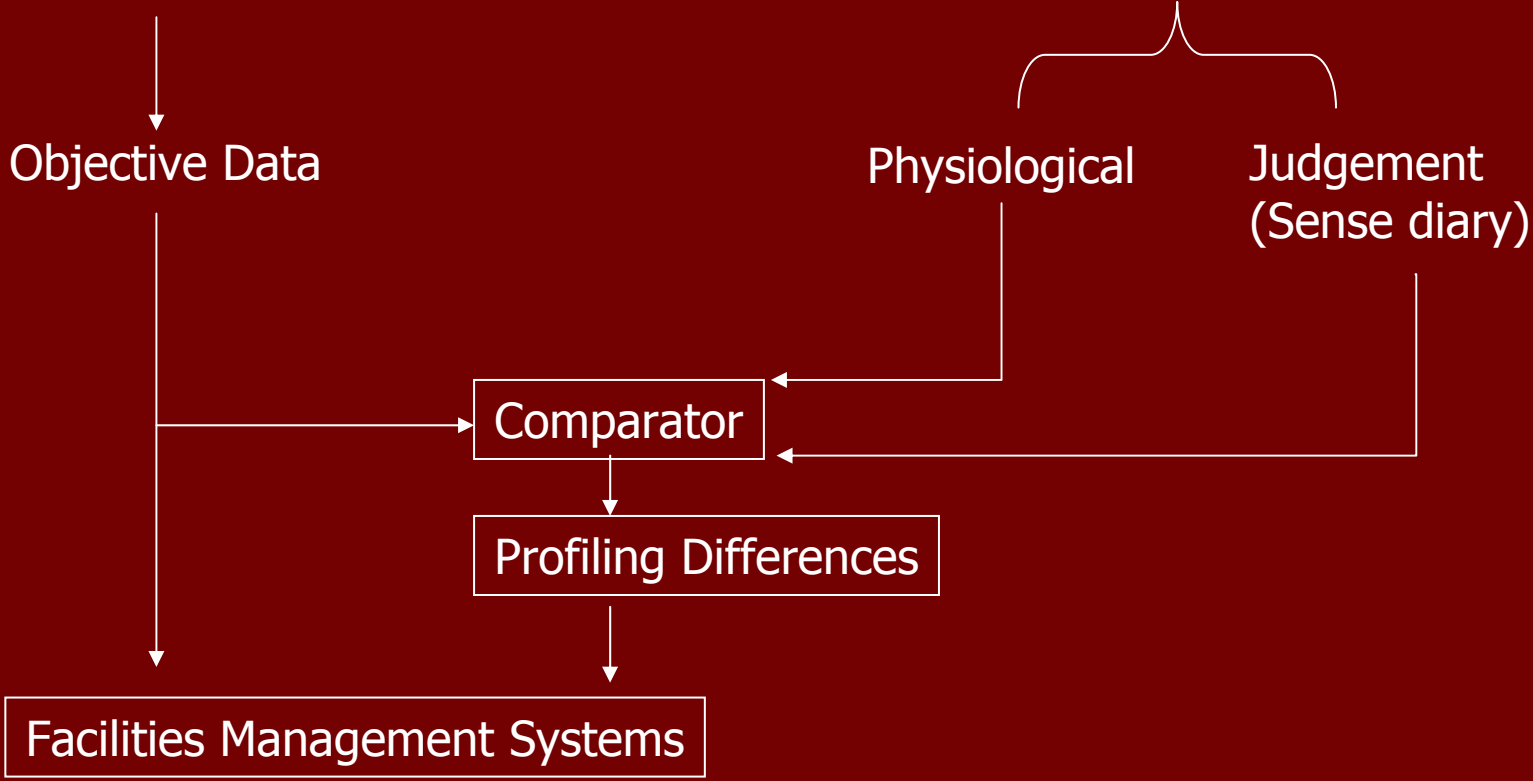 Objective Data
Physiological
Judgement
(Sense diary)
Comparator
Profiling Differences
Facilities Management Systems